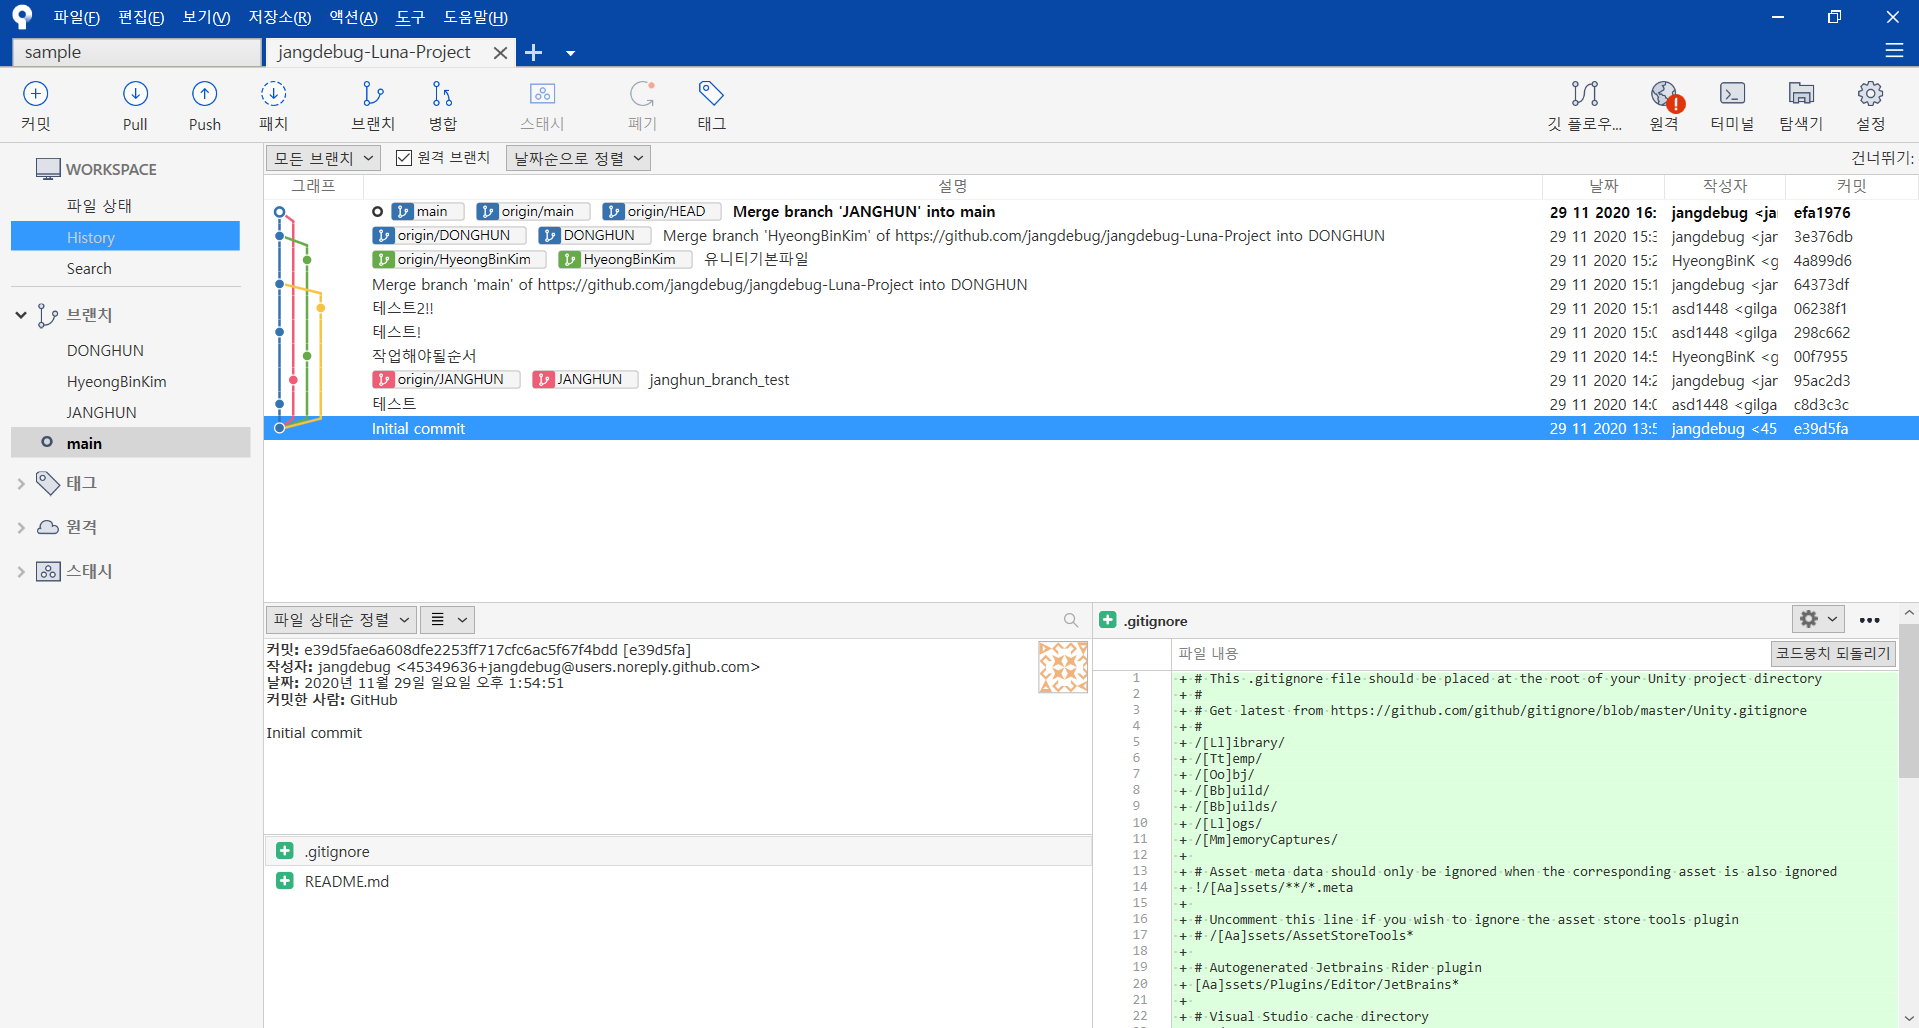 파일(F) 편집(E) 보기(V) 저장소(R) 액션(A) 도구 도움말(H)
sample jangdebug-Luna-Project
커밋 Pull Push 패치 브랜치 병합 스태시 폐기 태그 깃 플로우... 원격 터미널 탐색기 설정
WORKSPACE
파일 상태
History
Search
브랜치
DONGHUN
HyeongBinKim
JANGHUN
main
태그
원격
스태시
모든 브랜치 원격 브랜치 날짜순으로 정렬 건너뛰기:
그래프 설명 날짜 작성자 커밋
main origin/main origin/HEAD Merge branch 'JANGHUN' into main 29 11 2020 16: jangdebug <ja efa1976
origin/DONGHUN DONGHUN Merge branch 'HyeongBinKim' of https://github.com/jangdebug/jangdebug-Luna-Project into DONGHUN 29 11 2020 15:3 jangdebug <jar 3e376db
origin/HyeongBinKim HyeongBinKim 유니티기본파일 29 11 2020 15:2 HyeongBinK <g 4a899d6
Merge branch 'main' of https://github.com/jangdebug/jangdebug-Luna-Project into DONGHUN 29 11 2020 15:1 jangdebug <jar 64373df
테스트2!! 29 11 2020 15:1 asd1448 <gilga 06238f1
테스트! 29 11 2020 15:0 asd1448 <gilga 298c662
작업해야될순서 29 11 2020 14:5 HyeongBinK <g 00f7955
origin/JANGHUN JANGHUN janghun_branch_test 29 11 2020 14:2 jangdebug <jar 95ac2d3
테스트 29 11 2020 14:0 asd1448 <gilga c8d3c3c
Initial commit 29 11 2020 13:5 jangdebug <45 e39d5fa
파일 상태순 정렬
커밋: e39d5fae6a608dfe2253ff717cfc6ac5f67f4bdd [e39d5fa]
작성자: jangdebug <45349636+jangdebug@users.noreply.github.com>
날짜: 2020년 11월 29일 일요일 오후 1:54:51
커밋한 사람: GitHub
Initial commit
.gitignore
README.md
.gitignore
파일 내용 코드뭉치 되돌리기
1 + # This .gitignore file should be placed at the root of your Unity project directory
2 + #
3 + # Get latest from https://github.com/github/gitignore/blob/master/Unity.gitignore
4 + #
5 + /[Ll]ibrary/
6 + /[Tt]emp/
7 + /[Oo]bj/
8 + /[Bb]uild/
9 + /[Bb]uilds/
10 + /[Ll]ogs/
11 + /[Mm]emoryCaptures/
12 +
13 + # Asset meta data should only be ignored when the corresponding asset is also ignored
14 + !/[Aa]ssets/**/*.meta
15 +
16 + # Uncomment this line if you wish to ignore the asset store tools plugin
17 + # /[Aa]ssets/AssetStoreTools*
18 +
19 + # Autogenerated Jetbrains Rider plugin
20 + [Aa]ssets/Plugins/Editor/JetBrains*
21 +
22 + # Visual Studio cache directory